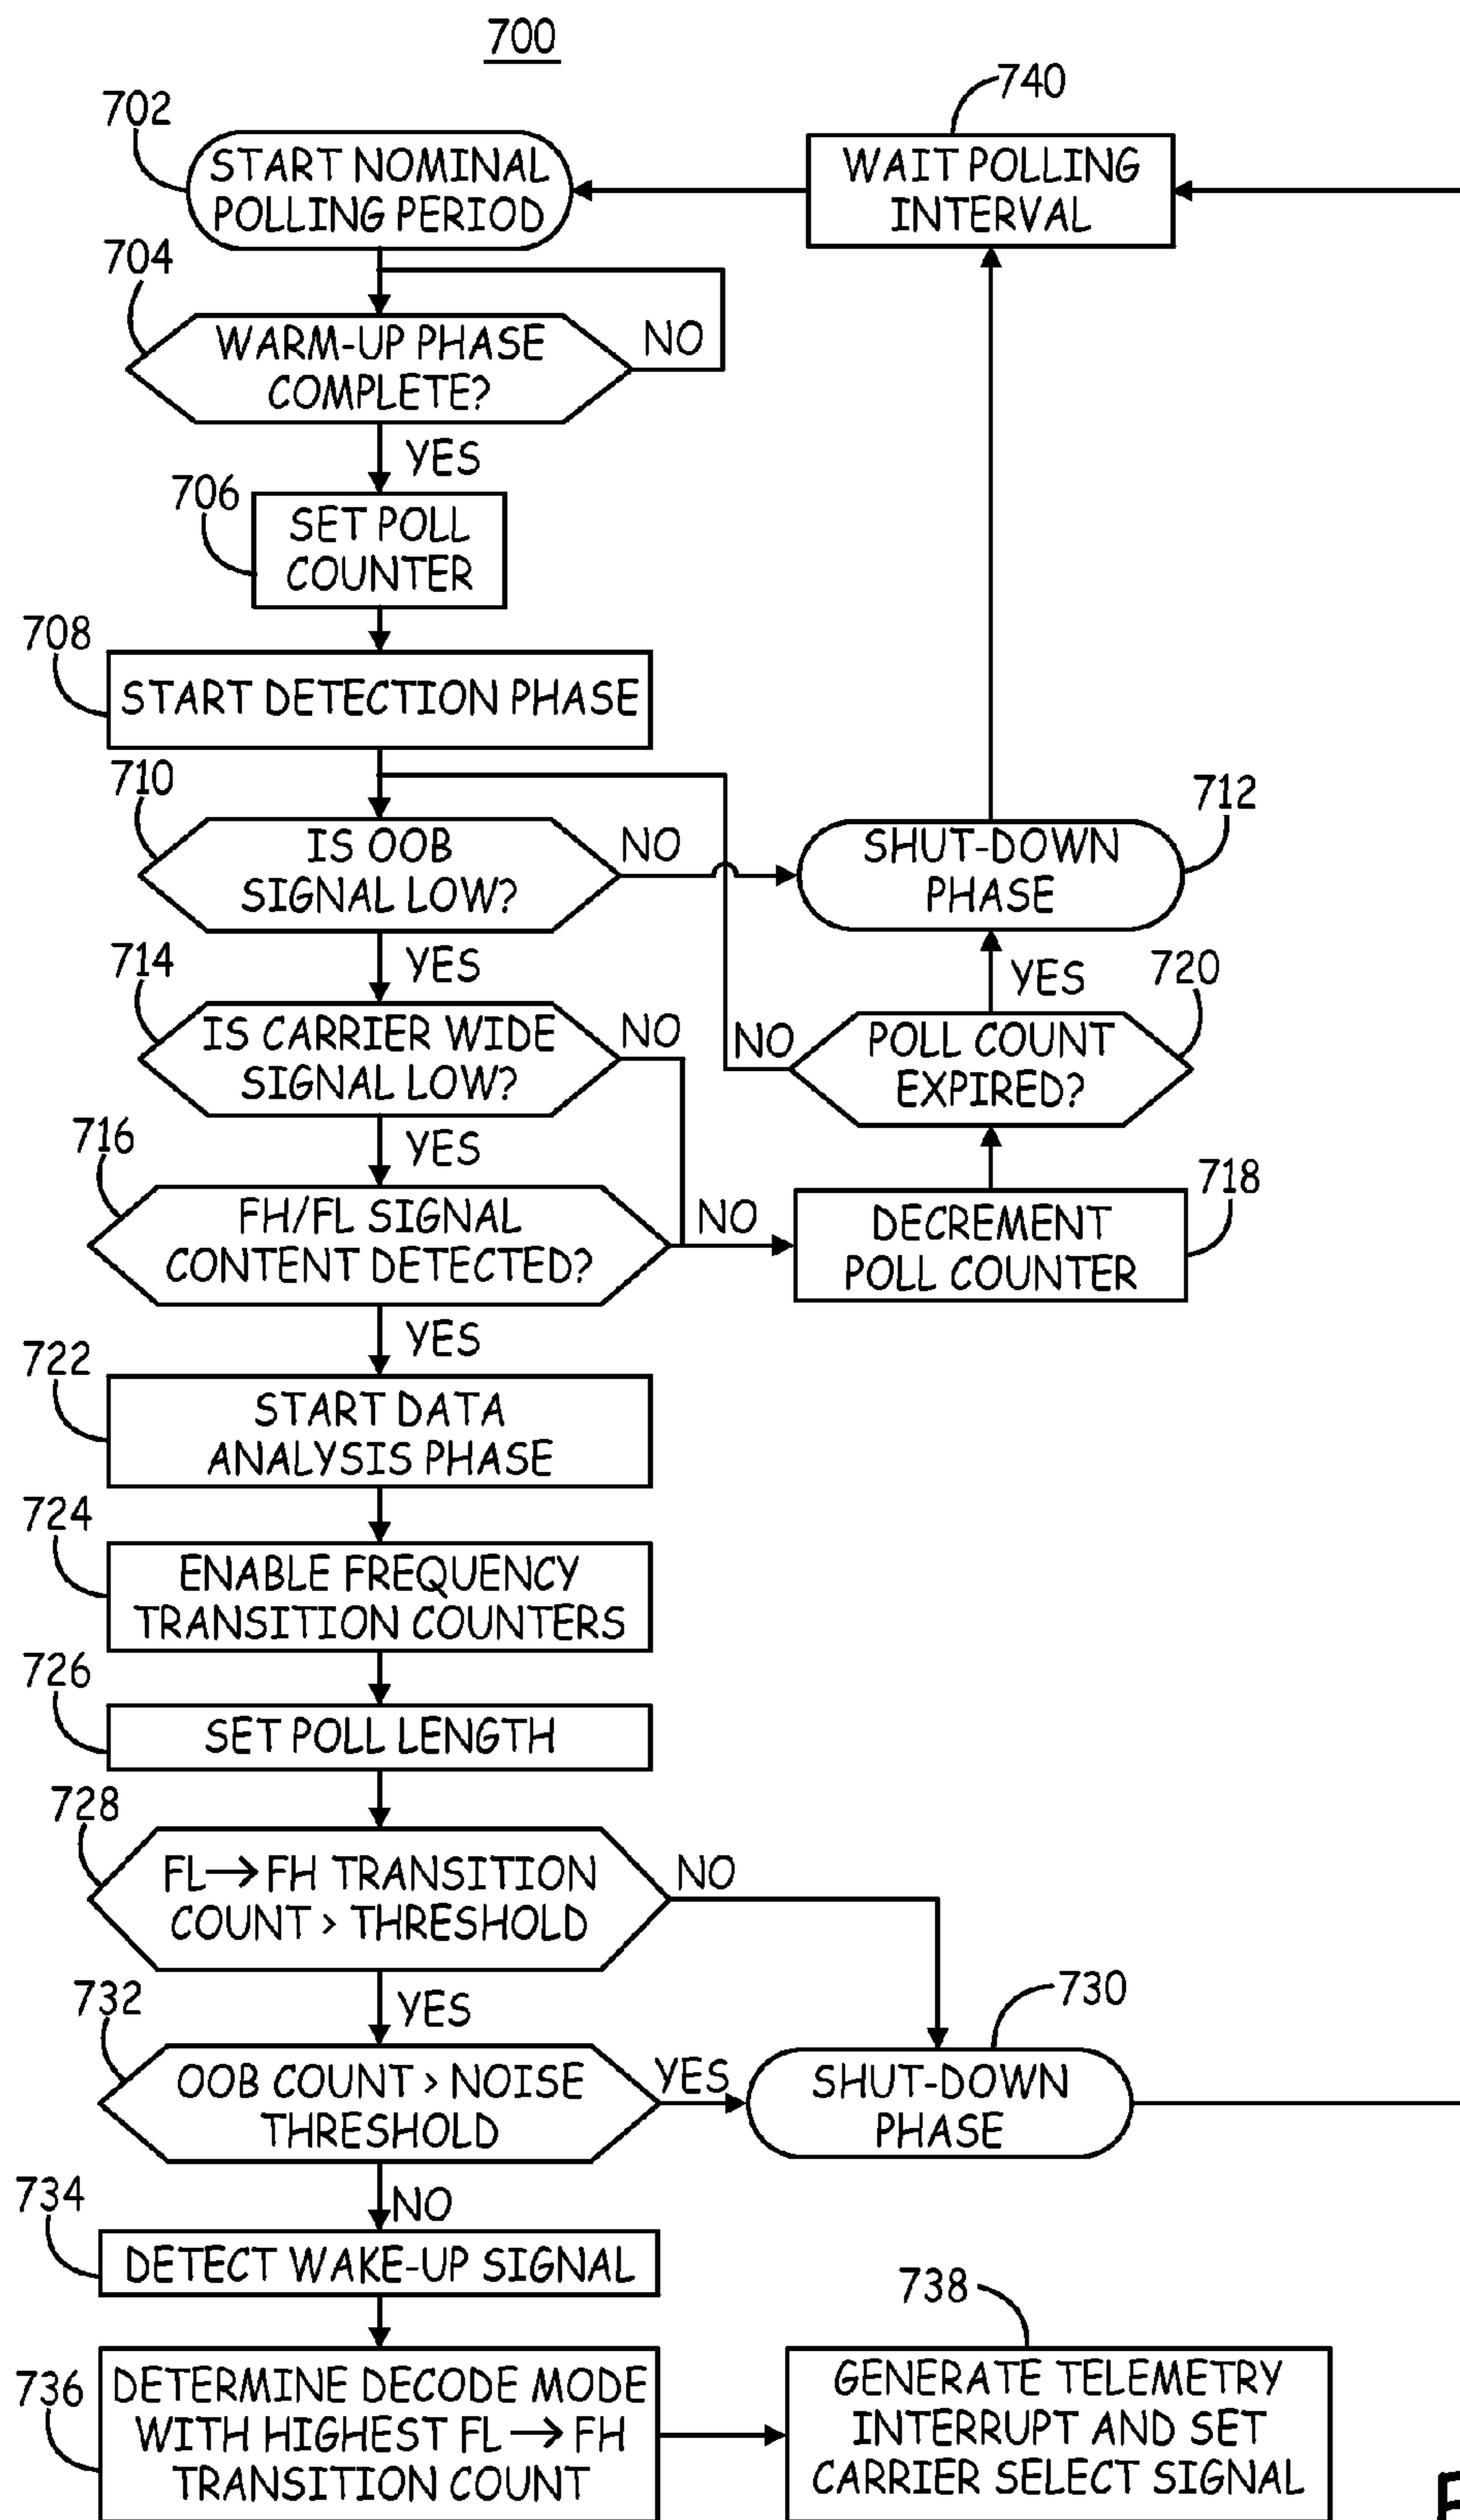 700
702
START NOMINAL
POLLING PERIOD
740
WAIT POLLING
INTERVAL
704
WARM-UP PHASE
COMPLETE?
NO
YES
706
SET POLL
COUNTER
708
START DETECTION PHASE
710
IS OOB
SIGNAL LOW?
NO
712
SHUT-DOWN
PHASE
YES
714
IS CARRIER WIDE
SIGNAL LOW?
NO
YES
720
NO
POLL COUNT
EXPIRED?
YES
716
FH/FL SIGNAL
CONTENT DETECTED?
NO
718
DECREMENT
POLL COUNTER
YES
722
START DATA
ANALYSIS PHASE
724
ENABLE FREQUENCY
TRANSITION COUNTERS
726
SET POLL LENGTH
728
FL→FH TRANSITION
COUNT > THRESHOLD
NO
YES
730
SHUT-DOWN
PHASE
732
OOB COUNT > NOISE
THRESHOLD
YES
NO
734
DETECT WAKE-UP SIGNAL
736
DETERMINE DECODE MODE
WITH HIGHEST FL → FH
TRANSITION COUNT
738
GENERATE TELEMETRY
INTERRUPT AND SET
CARRIER SELECT SIGNAL